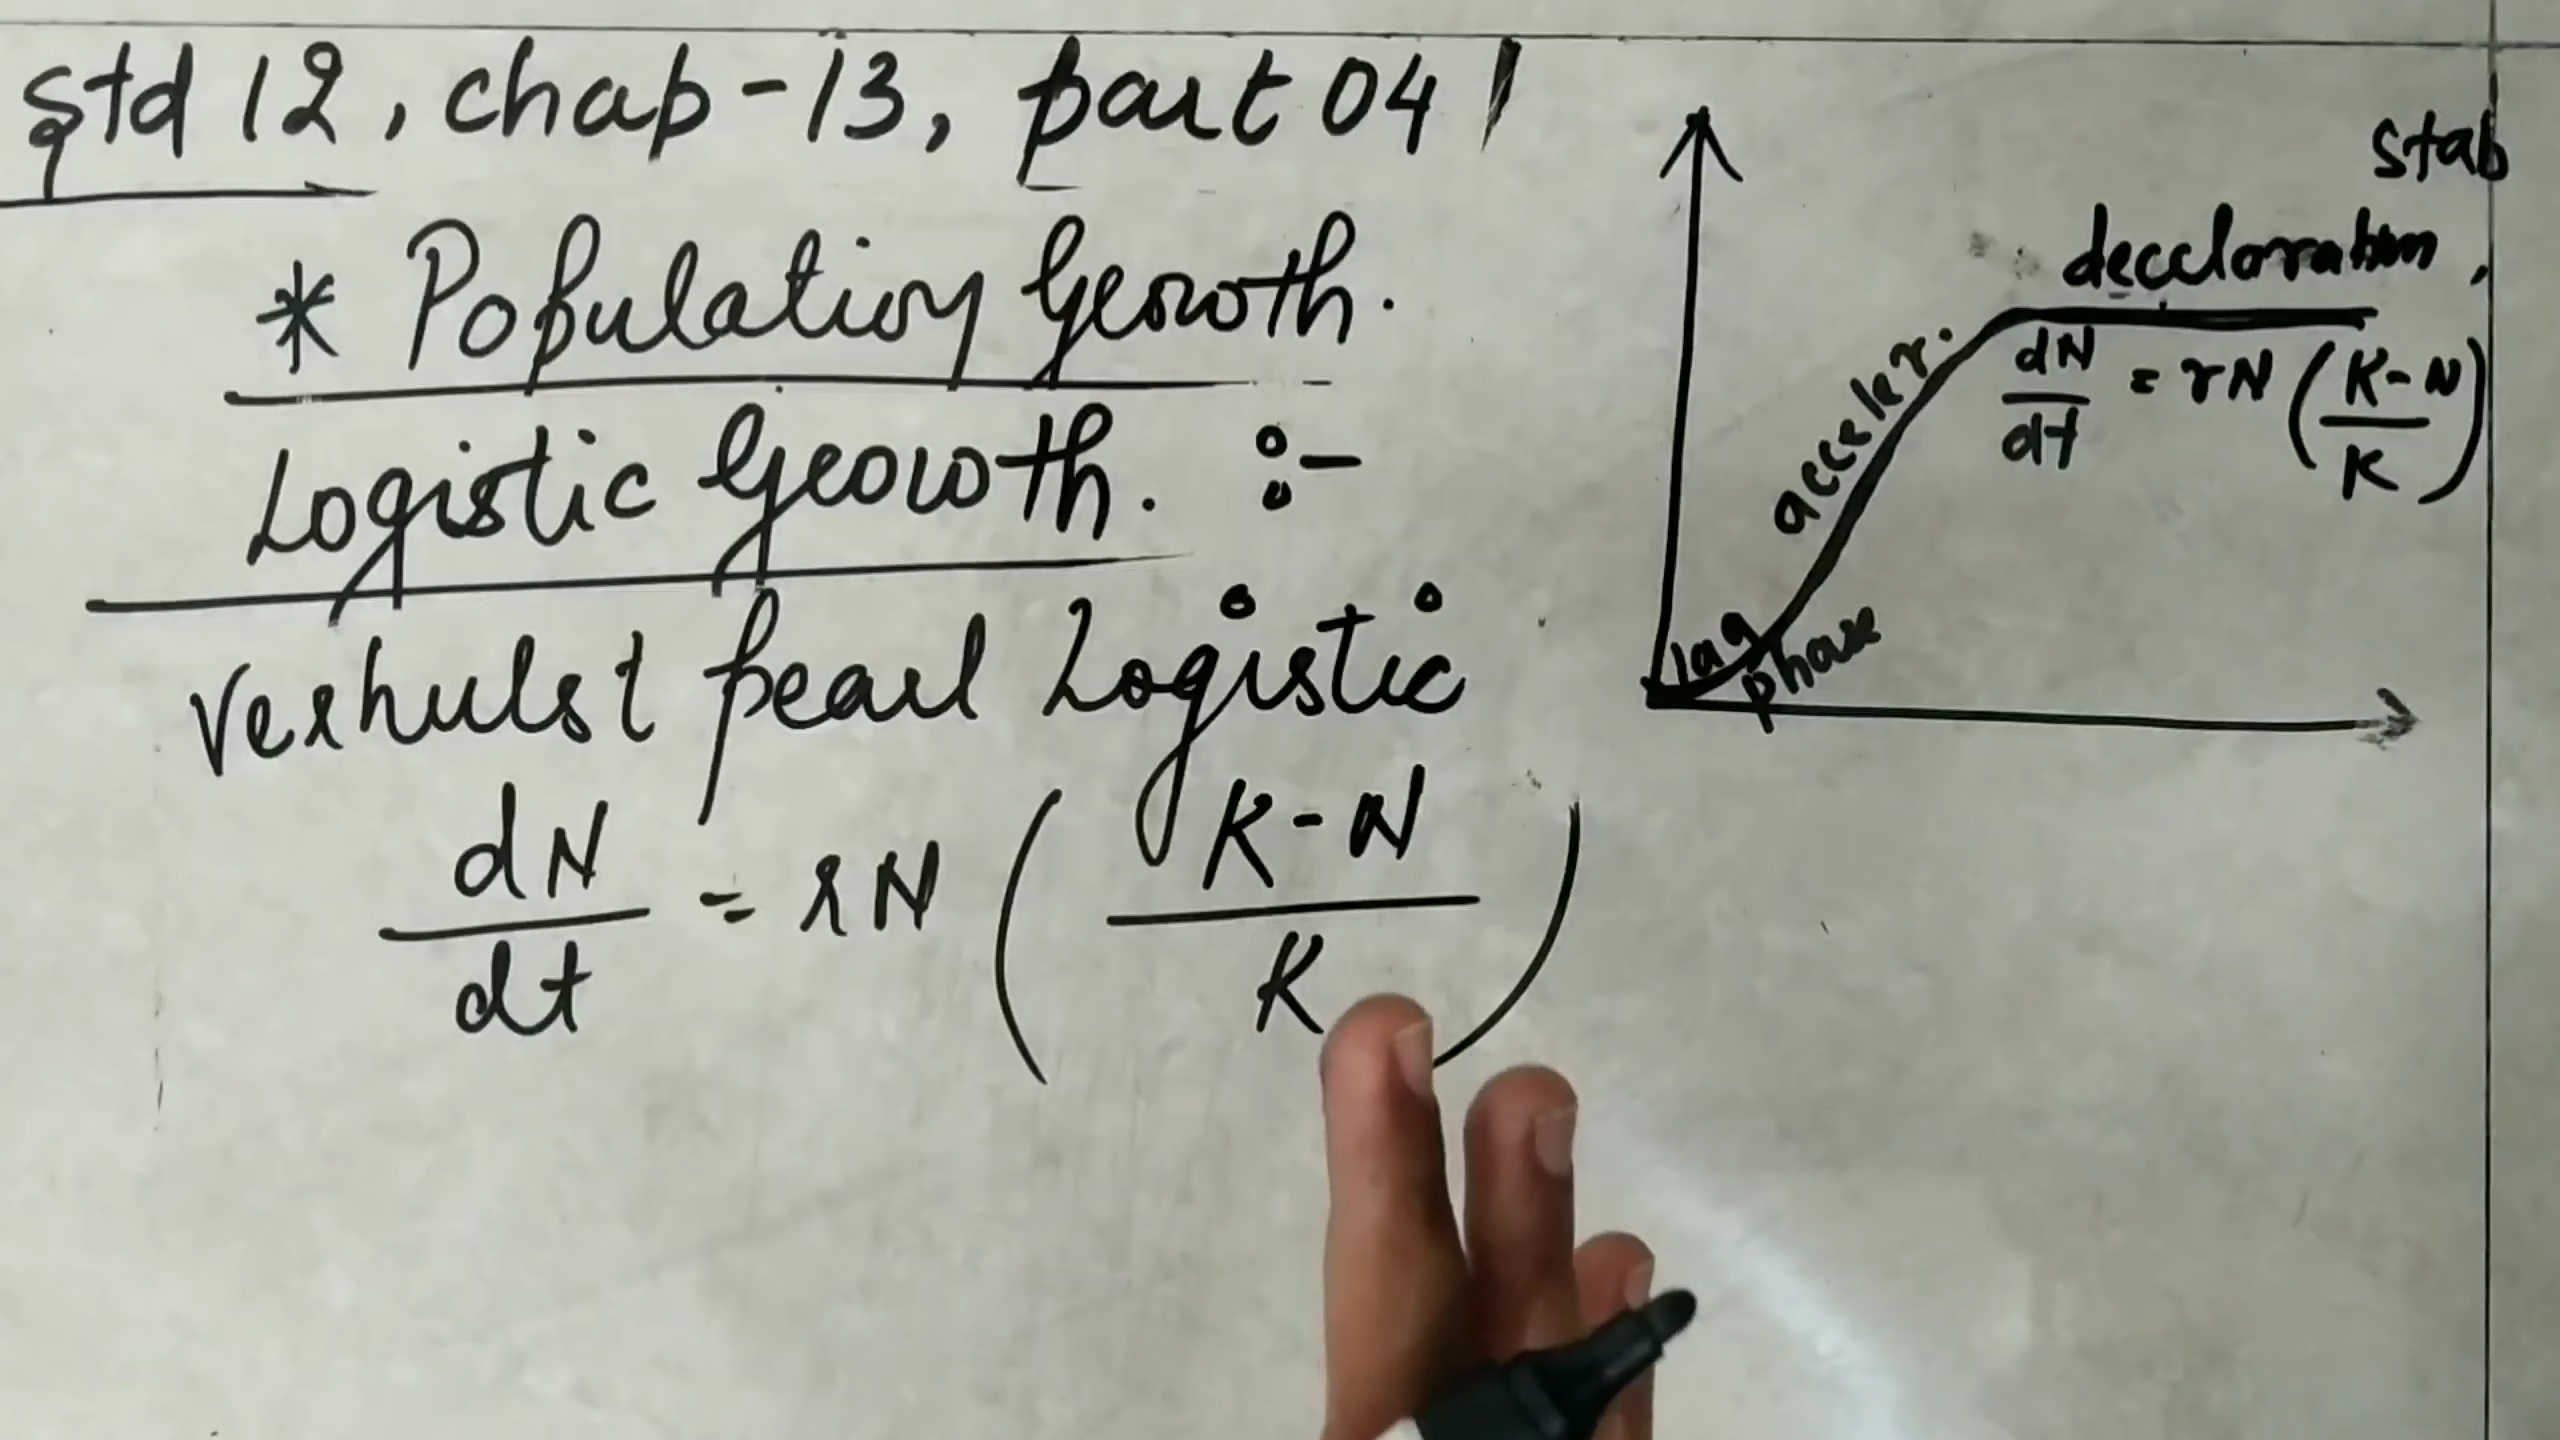 std 12, chap-13, part 04
* Population Growth.
Logistic Growth. :-
Verhulst pearl Logistic
dN/dt = rN (K-N/K)
stab
deccloration,
acceler.
dN/dt = rN (K-N/K)
lag phase